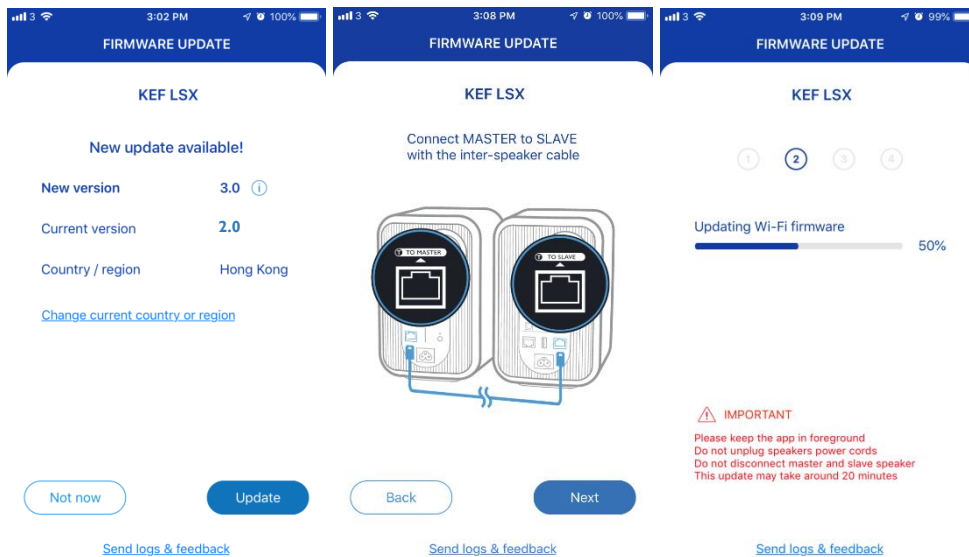 3
3:02 PM
100%
FIRMWARE UPDATE
KEF LSX
New update available!
New version 3.0
Current version 2.0
Country / region Hong Kong
Change current country or region
Not now
Update
Send logs & feedback
3
3:08 PM
100%
FIRMWARE UPDATE
KEF LSX
Connect MASTER to SLAVE
with the inter-speaker cable
TO MASTER
TO SLAVE
Back
Next
Send logs & feedback
3
3:09 PM
99%
FIRMWARE UPDATE
KEF LSX
1 2 3 4
Updating Wi-Fi firmware
50%
IMPORTANT
Please keep the app in foreground
Do not unplug speakers power cords
Do not disconnect master and slave speaker
This update may take around 20 minutes
Send logs & feedback